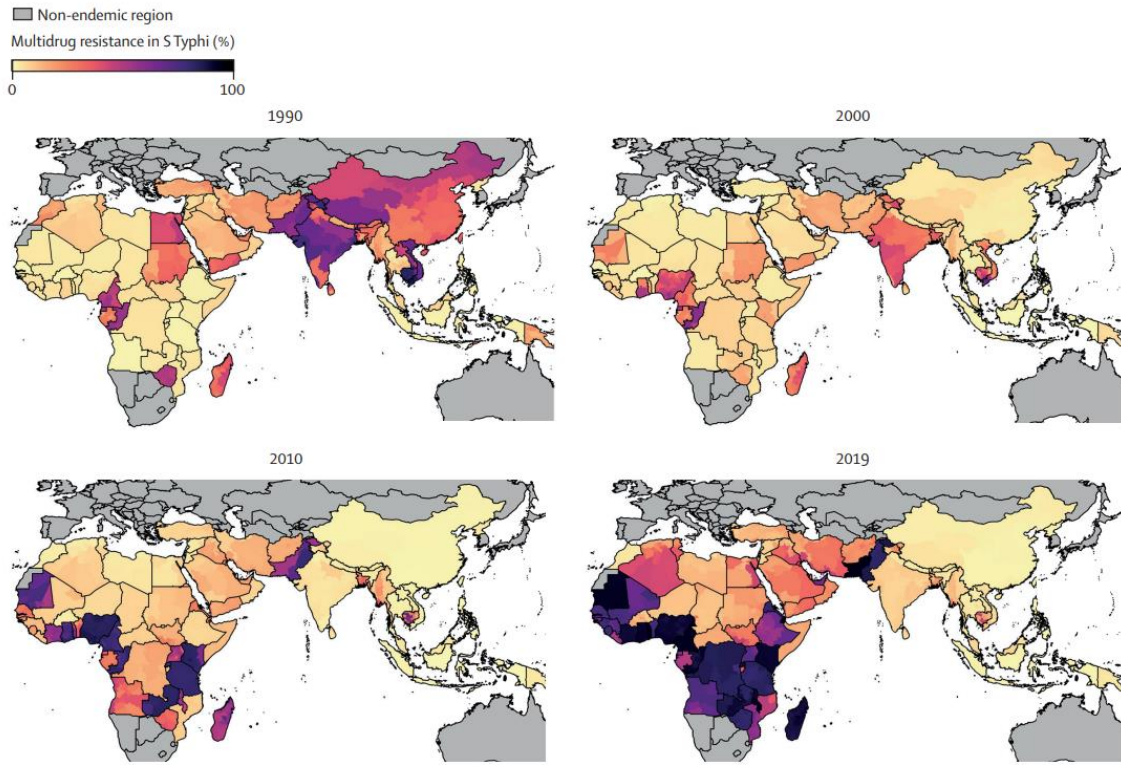 Non-endemic region
Multidrug resistance in S Typhi (%)
0 100
1990 2000
2010 2019